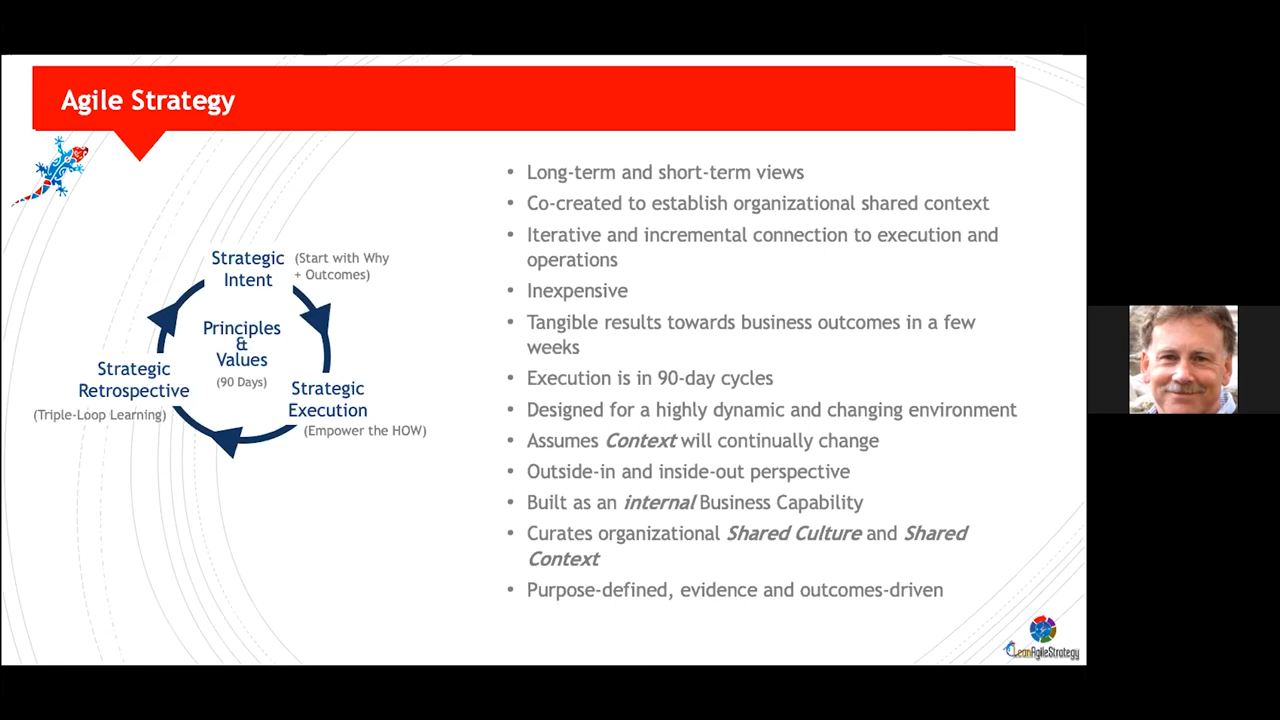 Agile Strategy
Strategic
Intent
(Start with Why
+ Outcomes)
Principles
&
Values
(90 Days)
Strategic
Retrospective
(Triple-Loop Learning)
Strategic
Execution
(Empower the HOW)
• Long-term and short-term views
• Co-created to establish organizational shared context
• Iterative and incremental connection to execution and
operations
• Inexpensive
• Tangible results towards business outcomes in a few
weeks
• Execution is in 90-day cycles
• Designed for a highly dynamic and changing environment
• Assumes Context will continually change
• Outside-in and inside-out perspective
• Built as an internal Business Capability
• Curates organizational Shared Culture and Shared
Context
• Purpose-defined, evidence and outcomes-driven
LeanAgileStrategy